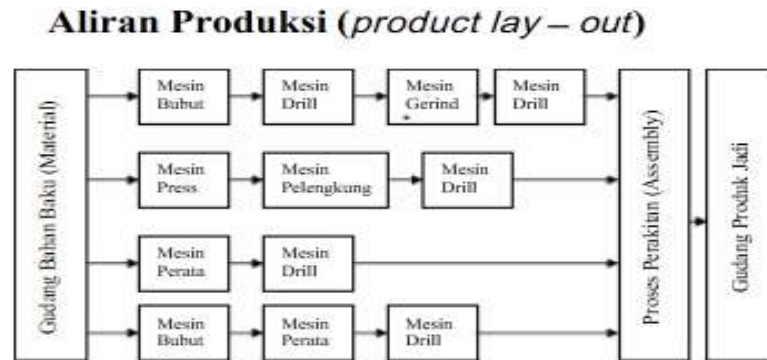 Aliran Produksi (product lay – out)
Gudang Bahan Baku (Material)
Mesin
Bubut
Mesin
Drill
Mesin
Gerind
Mesin
Drill
Mesin
Press
Mesin
Pelengkung
Mesin
Drill
Mesin
Perata
Mesin
Drill
Mesin
Bubut
Mesin
Perata
Mesin
Drill
Proses Perakitan (Assembly)
Gudang Produk Jadi